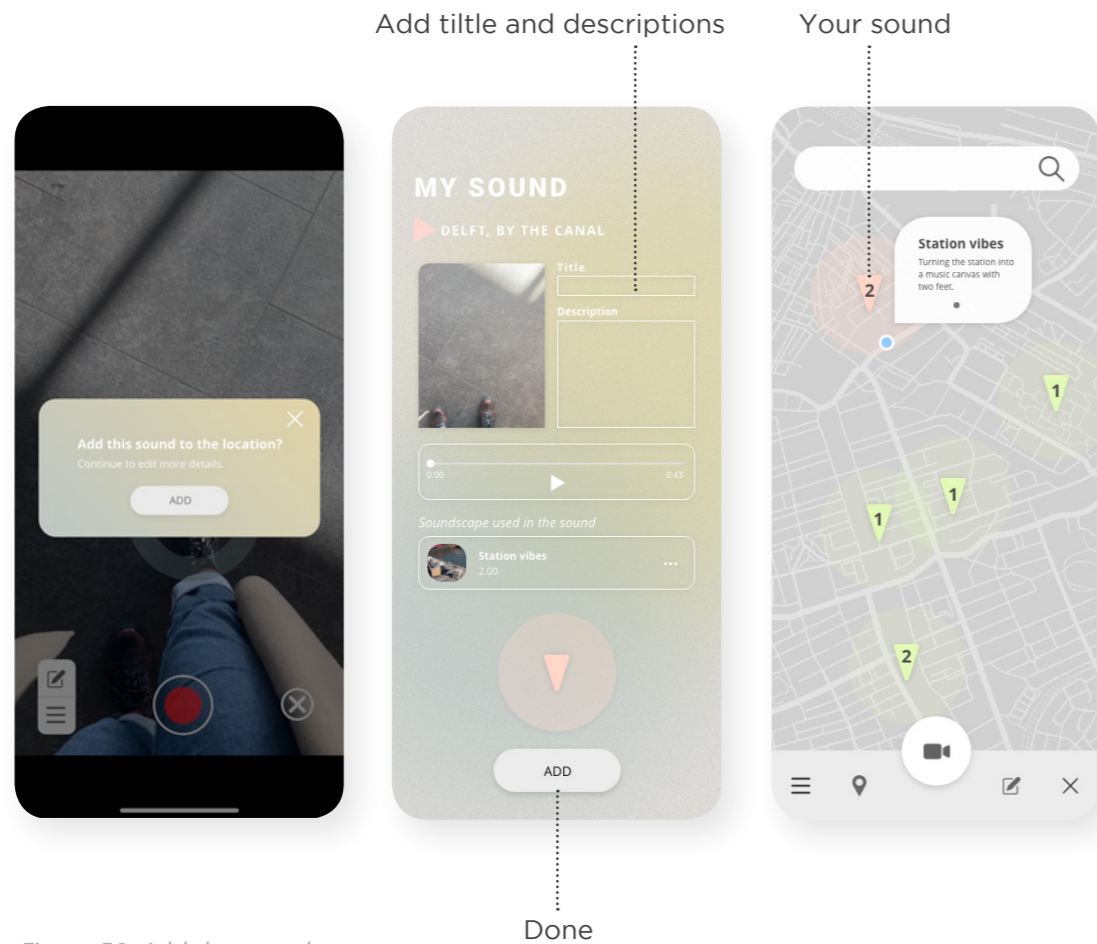 Add tiltle and descriptions
Your sound
Add this sound to the location?
Continue to edit more details.
ADD
MY SOUND
DELFT, BY THE CANAL
Title
Description
0:00
0:43
Soundscape used in the sound
Station vibes
2.00
ADD
Done
Station vibes
Turning the station into
a music canvas with
two feet.
2
1
1
1
2